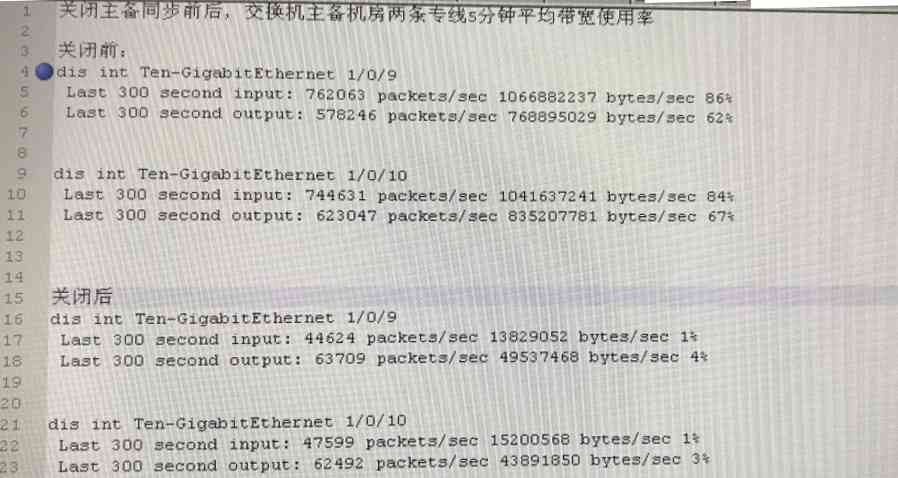 1 关闭主备同步前后，交换机主备机房两条专线5分钟平均带宽使用率
2
3 关闭前：
4 dis int Ten-GigabitEthernet 1/0/9
5 Last 300 second input: 762063 packets/sec 1066882237 bytes/sec 86%
6 Last 300 second output: 578246 packets/sec 768895029 bytes/sec 62%
7
8
9 dis int Ten-GigabitEthernet 1/0/10
10 Last 300 second input: 744631 packets/sec 1041637241 bytes/sec 84%
11 Last 300 second output: 623047 packets/sec 835207781 bytes/sec 67%
12
13
14
15 关闭后
16 dis int Ten-GigabitEthernet 1/0/9
17 Last 300 second input: 44624 packets/sec 13829052 bytes/sec 1%
18 Last 300 second output: 63709 packets/sec 49537468 bytes/sec 4%
19
20
21 dis int Ten-GigabitEthernet 1/0/10
22 Last 300 second input: 47599 packets/sec 15200568 bytes/sec 1%
23 Last 300 second output: 62492 packets/sec 43891850 bytes/sec 3%